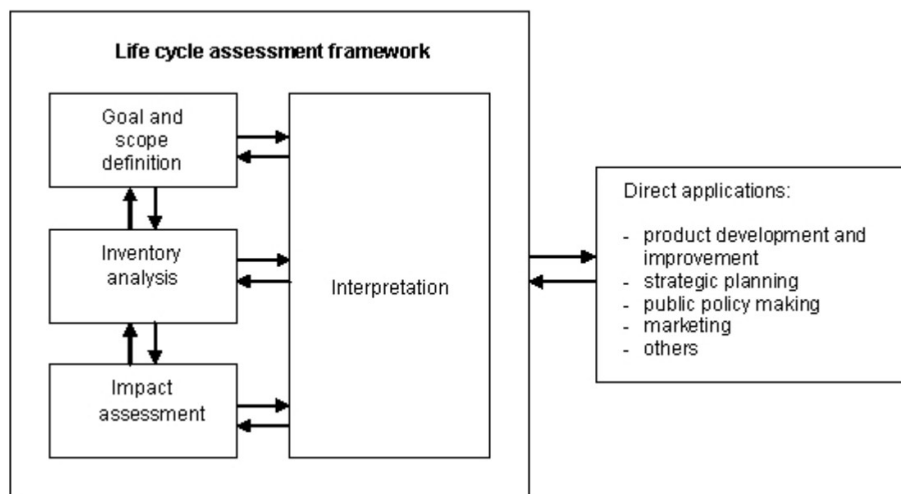 Life cycle assessment framework
Goal and
scope
definition
Inventory
analysis
Impact
assessment
Interpretation
Direct applications:
- product development and
improvement
- strategic planning
- public policy making
- marketing
- others